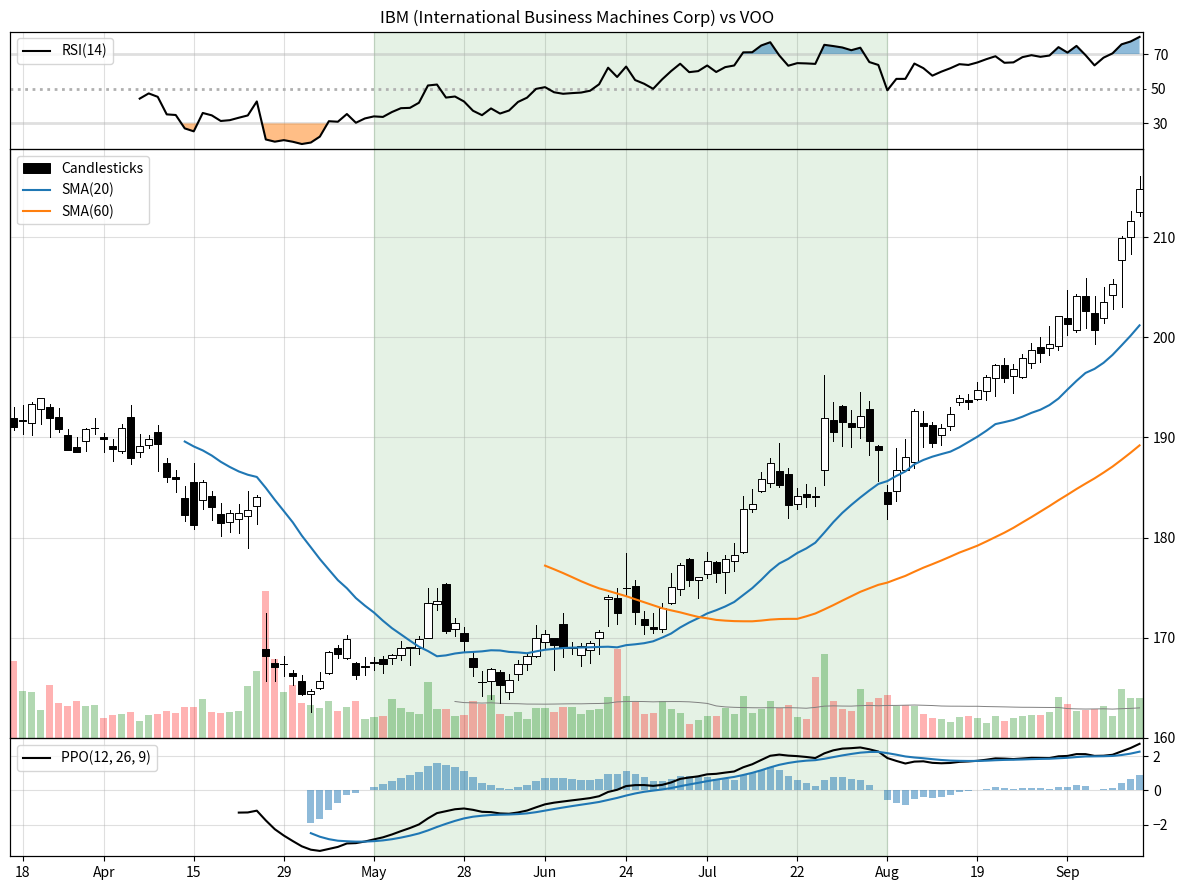 IBM (International Business Machines Corp) vs VOO
RSI(14)
70
50
30
Candlesticks
SMA(20)
SMA(60)
210
200
190
180
170
160
PPO(12, 26, 9)
2
0
−2
18 Apr 15 29 May 28 Jun 24 Jul 22 Aug 19 Sep